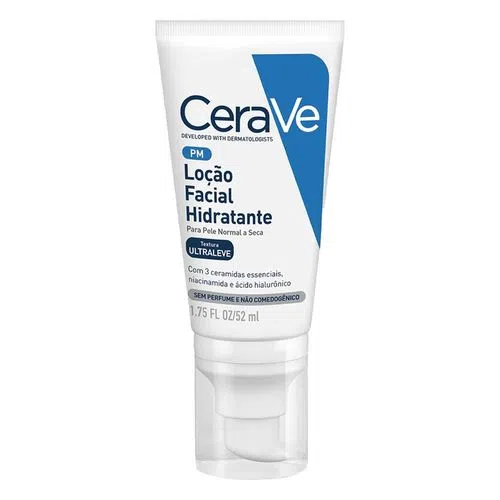 CeraVe
DEVELOPED WITH DERMATOLOGISTS
PM
Loção
Facial
Hidratante
Para Pele Normal a Seca
Textura
ULTRALEVE
Com 3 ceramidas essenciais,
niacinamida e ácido hialurônico
SEM PERFUME E NÃO COMEDOGÊNICO
1.75 FL OZ/52 ml